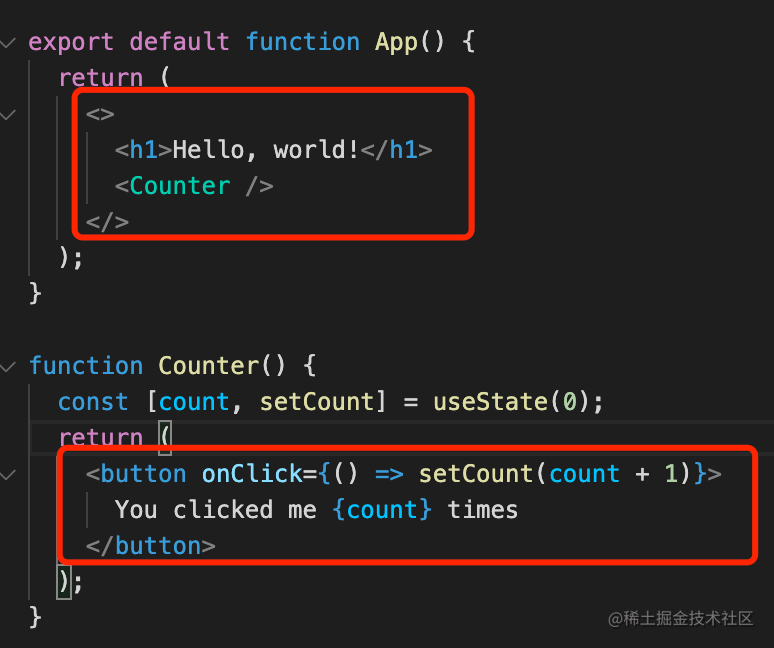 export default function App() {
  return (
    <>
      <h1>Hello, world!</h1>
      <Counter />
    </>
  );
}

function Counter() {
  const [count, setCount] = useState(0);
  return (
    <button onClick={() => setCount(count + 1)}>
      You clicked me {count} times
    </button>
  );
}
@稀土掘金技术社区